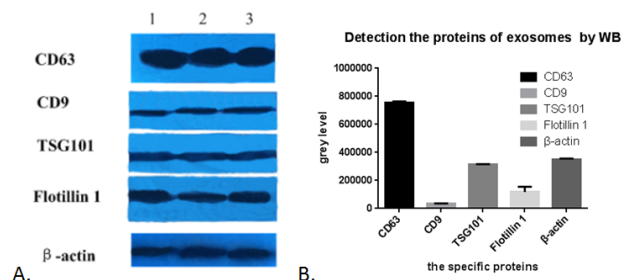 1 2 3
CD63
CD9
TSG101
Flotillin 1
β-actin
A.
Detection the proteins of exosomes by WB
1000000
800000
600000
400000
200000
0
grey level
CD63
CD9
TSG101
Flotillin 1
β-actin
CD63
CD9
TSG101
Flotillin 1
β-actin
the specific proteins
B.